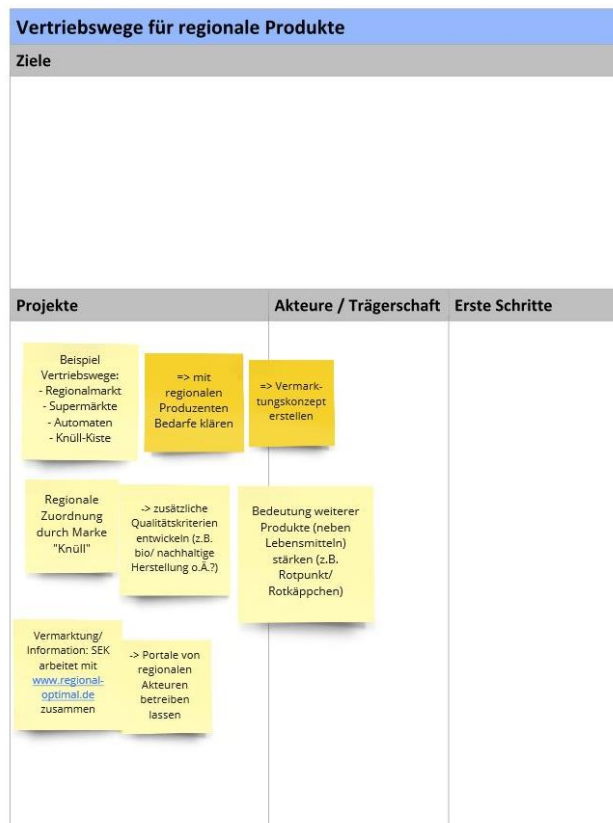 Vertriebswege für regionale Produkte
Ziele
Projekte
Akteure / Trägerschaft
Erste Schritte
Beispiel
Vertriebswege:
- Regionalmarkt
- Supermärkte
- Automaten
- Knüll-Kiste
=> mit
regionalen
Produzenten
Bedarfe klären
=> Vermark-
tungskonzept
erstellen
Regionale
Zuordnung
durch Marke
"Knüll"
-> zusätzliche
Qualitätskriterien
entwickeln (z.B.
bio/ nachhaltige
Herstellung o.Ä.?)
Bedeutung weiterer
Produkte (neben
Lebensmitteln)
stärken (z.B.
Rotpunkt/
Rotkäppchen)
Vermarktung/
Information: SEK
arbeitet mit
www.regional-
optimal.de
zusammen
-> Portale von
regionalen
Akteuren
betreiben
lassen